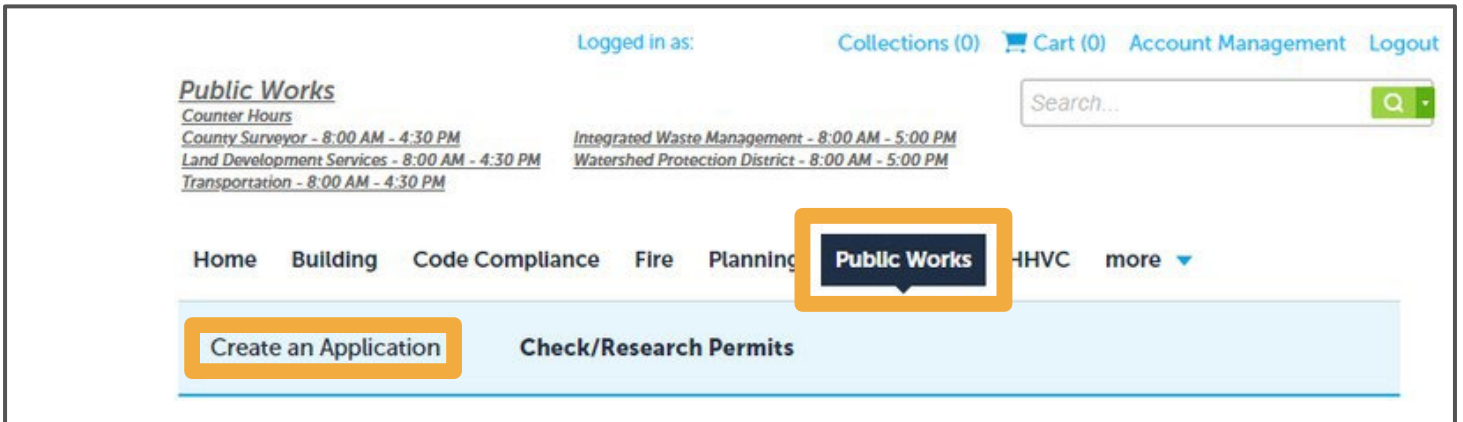 Logged in as: Collections (0) Cart (0) Account Management Logout
Public Works
Search...
Counter Hours
County Surveyor - 8:00 AM - 4:30 PM Integrated Waste Management - 8:00 AM - 5:00 PM
Land Development Services - 8:00 AM - 4:30 PM Watershed Protection District - 8:00 AM - 5:00 PM
Transportation - 8:00 AM - 4:30 PM
Home Building Code Compliance Fire Planning Public Works HHVC more
Create an Application Check/Research Permits